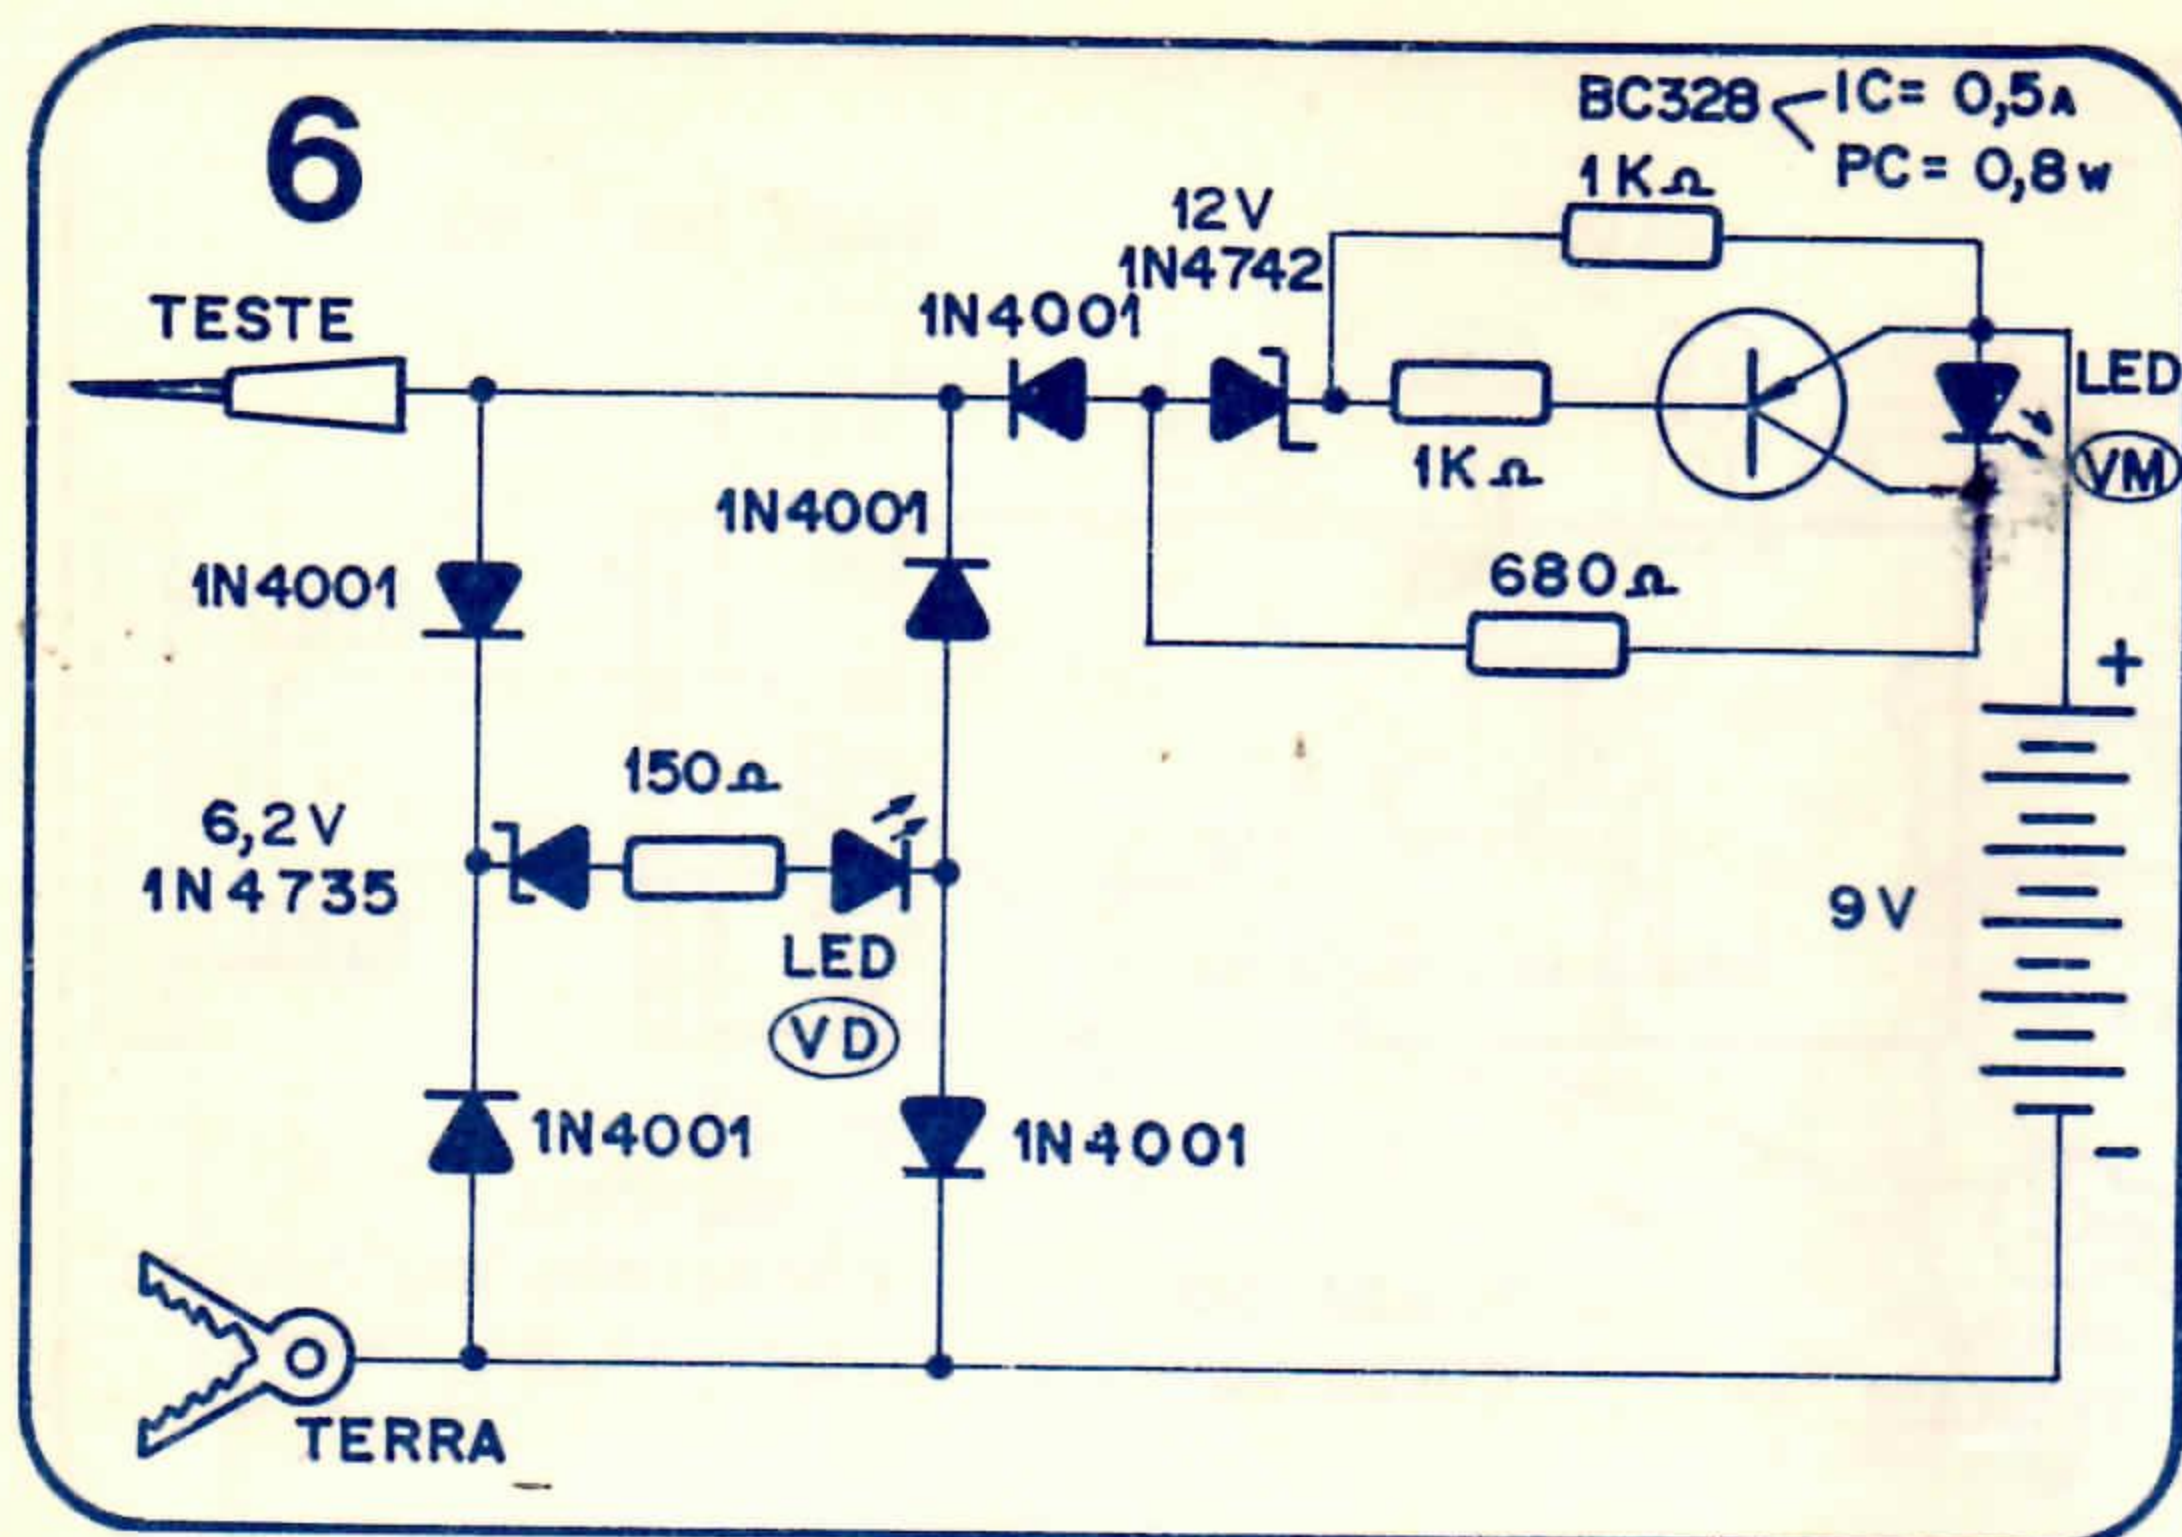 6
BC328 IC= 0,5A
PC= 0,8W
1KΩ
12V
1N4742
1N4001
TESTE
LED
VM
1KΩ
1N4001
1N4001
680Ω
+
150Ω
6,2V
1N4735
9V
LED
VD
1N4001
1N4001
-
TERRA